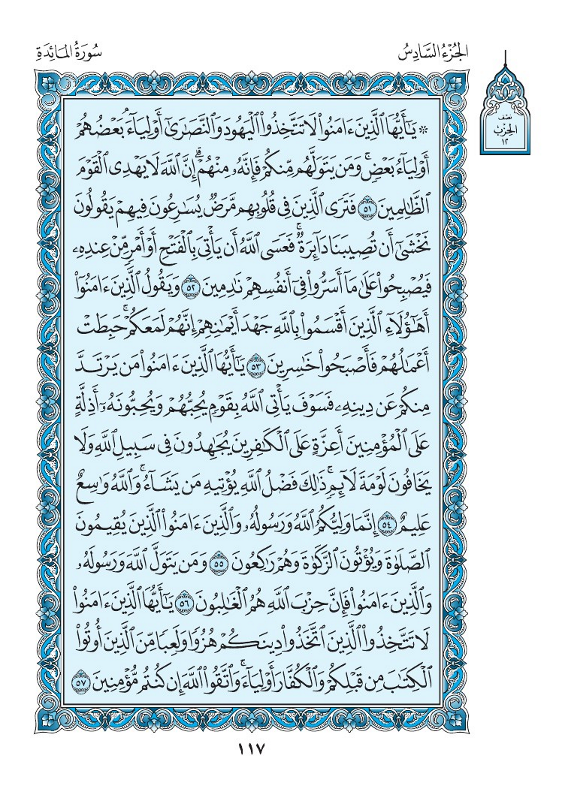 الجُزْءُ السَّادِسُ
سُورَةُ المَائِدَةِ
نصف
الحِزْب
١٢
۞ يَٰٓأَيُّهَا ٱلَّذِينَ ءَامَنُواْ لَا تَتَّخِذُواْ ٱلۡيَهُودَ وَٱلنَّصَٰرَىٰٓ أَوۡلِيَآءَۘ بَعۡضُهُمۡ
أَوۡلِيَآءُ بَعۡضٖۚ وَمَن يَتَوَلَّهُم مِّنكُمۡ فَإِنَّهُۥ مِنۡهُمۡۗ إِنَّ ٱللَّهَ لَا يَهۡدِي ٱلۡقَوۡمَ
ٱلظَّٰلِمِينَ ٥١ فَتَرَى ٱلَّذِينَ فِي قُلُوبِهِم مَّرَضٞ يُسَٰرِعُونَ فِيهِمۡ يَقُولُونَ
نَخۡشَىٰٓ أَن تُصِيبَنَا دَآئِرَةٞۚ فَعَسَى ٱللَّهُ أَن يَأۡتِيَ بِٱلۡفَتۡحِ أَوۡ أَمۡرٖ مِّنۡ عِندِهِۦ
فَيُصۡبِحُواْ عَلَىٰ مَآ أَسَرُّواْ فِيٓ أَنفُسِهِمۡ نَٰدِمِينَ ٥٢ وَيَقُولُ ٱلَّذِينَ ءَامَنُوٓاْ
أَهَٰٓؤُلَآءِ ٱلَّذِينَ أَقۡسَمُواْ بِٱللَّهِ جَهۡدَ أَيۡمَٰنِهِمۡ إِنَّهُمۡ لَمَعَكُمۡۚ حَبِطَتۡ
أَعۡمَٰلُهُمۡ فَأَصۡبَحُواْ خَٰسِرِينَ ٥٣ يَٰٓأَيُّهَا ٱلَّذِينَ ءَامَنُواْ مَن يَرۡتَدَّ
مِنكُمۡ عَن دِينِهِۦ فَسَوۡفَ يَأۡتِي ٱللَّهُ بِقَوۡمٖ يُحِبُّهُمۡ وَيُحِبُّونَهُۥٓ أَذِلَّةٍ
عَلَى ٱلۡمُؤۡمِنِينَ أَعِزَّةٍ عَلَى ٱلۡكَٰفِرِينَ يُجَٰهِدُونَ فِي سَبِيلِ ٱللَّهِ وَلَا
يَخَافُونَ لَوۡمَةَ لَآئِمٖۚ ذَٰلِكَ فَضۡلُ ٱللَّهِ يُؤۡتِيهِ مَن يَشَآءُۚ وَٱللَّهُ وَٰسِعٌ
عَلِيمٌ ٥٤ إِنَّمَا وَلِيُّكُمُ ٱللَّهُ وَرَسُولُهُۥ وَٱلَّذِينَ ءَامَنُواْ ٱلَّذِينَ يُقِيمُونَ
ٱلصَّلَوٰةَ وَيُؤۡتُونَ ٱلزَّكَوٰةَ وَهُمۡ رَٰكِعُونَ ٥٥ وَمَن يَتَوَلَّ ٱللَّهَ وَرَسُولَهُۥ
وَٱلَّذِينَ ءَامَنُواْ فَإِنَّ حِزۡبَ ٱللَّهِ هُمُ ٱلۡغَٰلِبُونَ ٥٦ يَٰٓأَيُّهَا ٱلَّذِينَ ءَامَنُواْ
لَا تَتَّخِذُواْ ٱلَّذِينَ ٱتَّخَذُواْ دِينَكُمۡ هُزُوٗا وَلَعِبٗا مِّنَ ٱلَّذِينَ أُوتُواْ
ٱلۡكِتَٰبَ مِن قَبۡلِكُمۡ وَٱلۡكُفَّارَ أَوۡلِيَآءَۚ وَٱتَّقُواْ ٱللَّهَ إِن كُنتُم مُّؤۡمِنِينَ ٥٧
١١٧